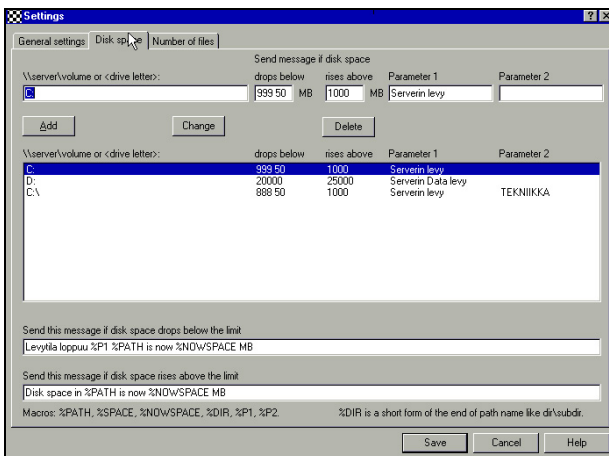 Settings
General settings Disk space Number of files
Send message if disk space
\\server\volume or <drive letter>: drops below rises above Parameter 1 Parameter 2
C: 999 50 MB 1000 MB Serverin levy
Add Change Delete
\\server\volume or <drive letter>: drops below rises above Parameter 1 Parameter 2
C: 999 50 1000 Serverin levy
D: 20000 25000 Serverin Data levy
C:\ 888 50 1000 Serverin levy TEKNIIKKA
Send this message if disk space drops below the limit
Levytila loppuu %P1 %PATH is now %NOWSPACE MB
Send this message if disk space rises above the limit
Disk space in %PATH is now %NOWSPACE MB
Macros: %PATH, %SPACE, %NOWSPACE, %DIR, %P1, %P2. %DIR is a short form of the end of path name like dir\subdir.
Save Cancel Help